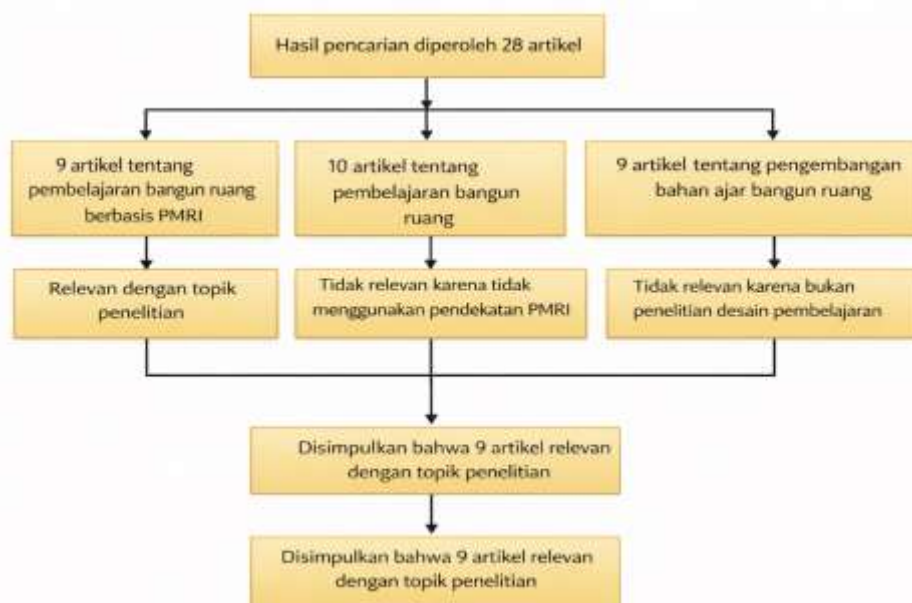 Hasil pencarian diperoleh 28 artikel
9 artikel tentang
pembelajaran bangun ruang
berbasis PMRI
10 artikel tentang
pembelajaran bangun
ruang
9 artikel tentang pengembangan
bahan ajar bangun ruang
Relevan dengan topik
penelitian
Tidak relevan karena tidak
menggunakan pendekatan PMRI
Tidak relevan karena bukan
penelitian desain pembelajaran
Disimpulkan bahwa 9 artikel relevan
dengan topik penelitian
Disimpulkan bahwa 9 artikel relevan
dengan topik penelitian